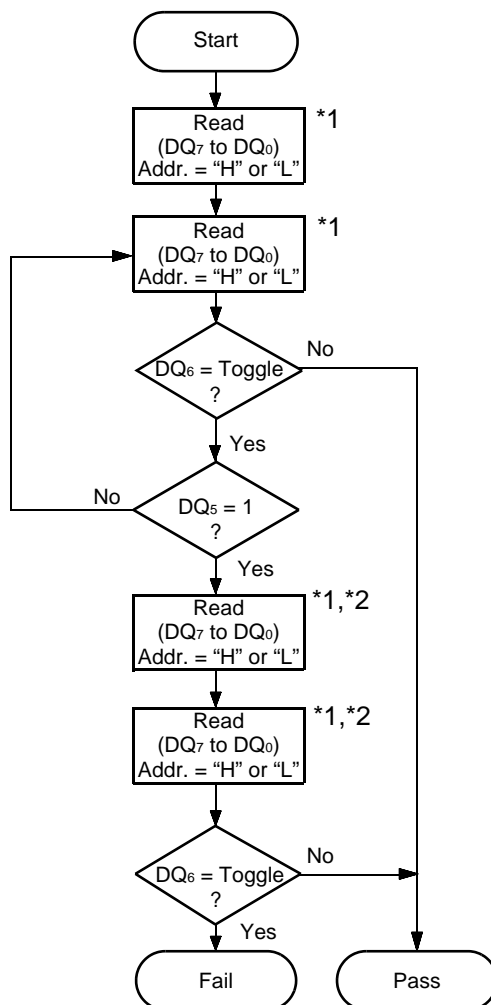 Start
Read
(DQ7 to DQ0)
Addr. = “H” or “L”
*1
Read
(DQ7 to DQ0)
Addr. = “H” or “L”
*1
DQ6 = Toggle
?
No
Yes
DQ5 = 1
?
No
Yes
Read
(DQ7 to DQ0)
Addr. = “H” or “L”
*1,*2
Read
(DQ7 to DQ0)
Addr. = “H” or “L”
*1,*2
DQ6 = Toggle
?
No
Yes
Fail
Pass